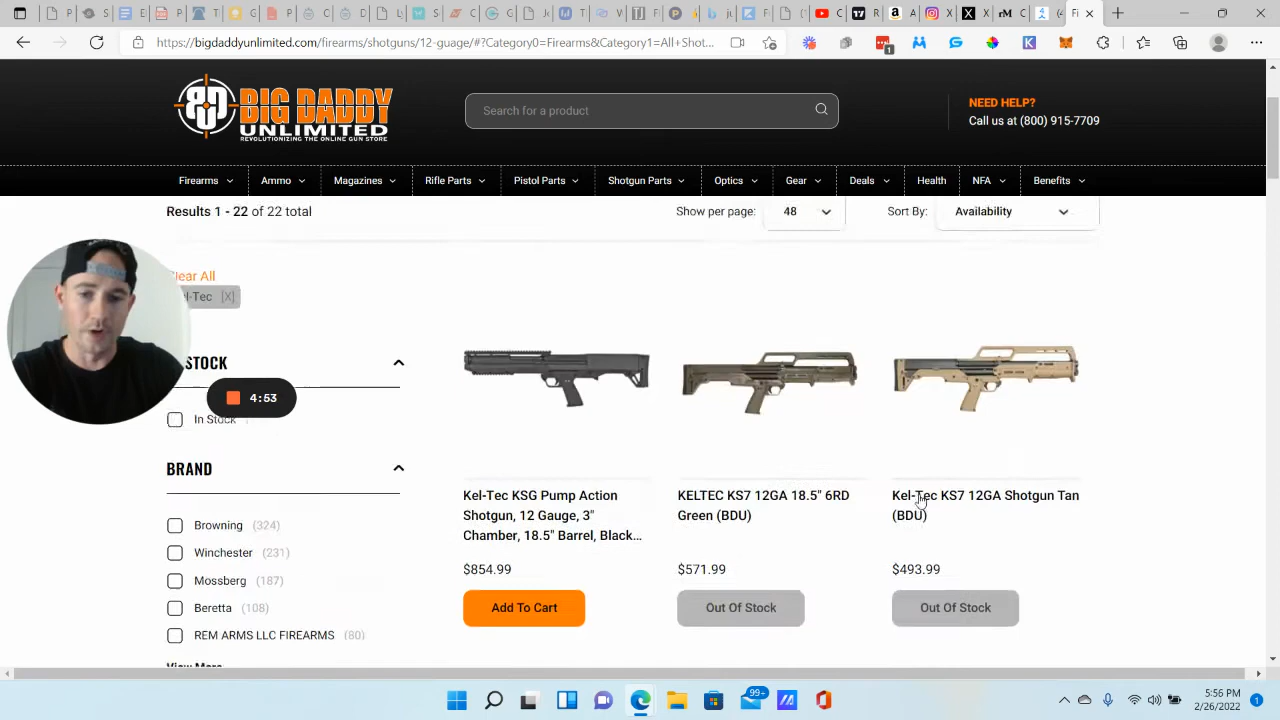 https://bigdaddyunlimited.com/firearms/shotguns/12-guage/#?Category0=Firearms&Category1=All+Shot...
BIG DADDY
UNLIMITED
REVOLUTIONIZING THE ONLINE GUN STORE
Search for a product
NEED HELP?
Call us at (800) 915-7709
Firearms Ammo Magazines Rifle Parts Pistol Parts Shotgun Parts Optics Gear Deals Health NFA Benefits
Results 1 - 22 of 22 total
Show per page: 48
Sort By: Availability
lear All
l-Tec [X]
STOCK
4:53
In Stock
BRAND
Browning (324)
Winchester (231)
Mossberg (187)
Beretta (108)
REM ARMS LLC FIREARMS (80)
View More
Kel-Tec KSG Pump Action
Shotgun, 12 Gauge, 3"
Chamber, 18.5" Barrel, Black...
$854.99
Add To Cart
KELTEC KS7 12GA 18.5" 6RD
Green (BDU)
$571.99
Out Of Stock
Kel-Tec KS7 12GA Shotgun Tan
(BDU)
$493.99
Out Of Stock
99+
5:56 PM
2/26/2022